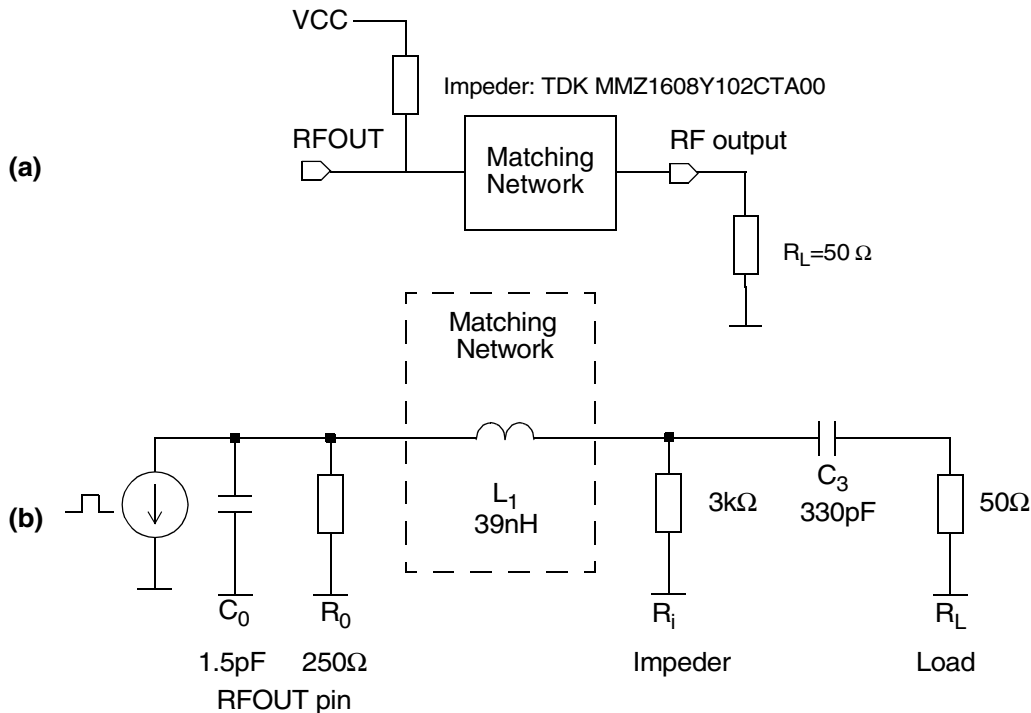 VCC
Impeder: TDK MMZ1608Y102CTA00
RFOUT
RF output
(a)
Matching
Network
R_L=50 Ω
Matching
Network
(b)
L_1
39nH
3kΩ
C_3
330pF
50Ω
C_0
R_0
R_i
R_L
1.5pF
250Ω
Impeder
Load
RFOUT pin